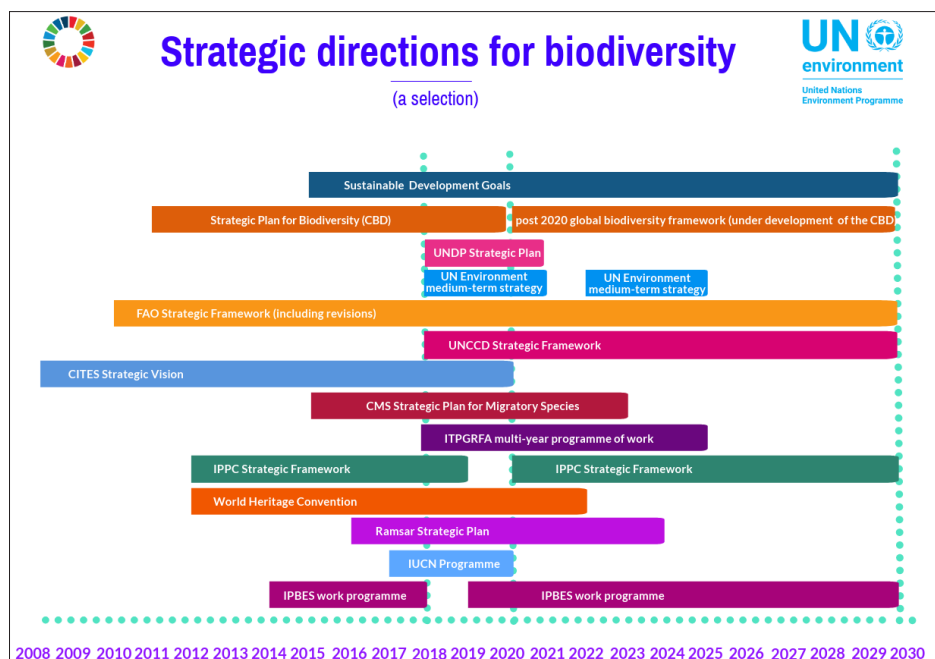 Strategic directions for biodiversity
(a selection)
UN
environment
United Nations
Environment Programme
Sustainable Development Goals
Strategic Plan for Biodiversity (CBD)
post 2020 global biodiversity framework (under development of the CBD)
UNDP Strategic Plan
UN Environment
medium-term strategy
UN Environment
medium-term strategy
FAO Strategic Framework (including revisions)
UNCCD Strategic Framework
CITES Strategic Vision
CMS Strategic Plan for Migratory Species
ITPGRFA multi-year programme of work
IPPC Strategic Framework
IPPC Strategic Framework
World Heritage Convention
Ramsar Strategic Plan
IUCN Programme
IPBES work programme
IPBES work programme
2008 2009 2010 2011 2012 2013 2014 2015 2016 2017 2018 2019 2020 2021 2022 2023 2024 2025 2026 2027 2028 2029 2030